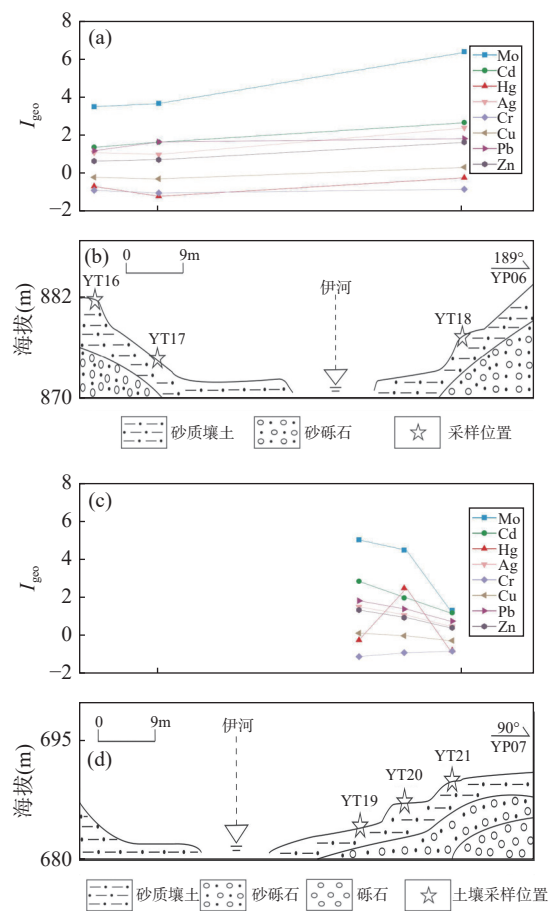 (a)
8
6
4
2
0
−2
I geo
Mo
Cd
Hg
Ag
Cr
Cu
Pb
Zn
(b)
0 9m
189°
YP06
YT16
882
伊河
YT17
YT18
海拔(m)
870
砂质壤土 砂砾石 采样位置
(c)
8
6
4
2
0
−2
I geo
Mo
Cd
Hg
Ag
Cr
Cu
Pb
Zn
0 9m
伊河
90°
YP07
695
(d)
YT21
YT20
YT19
海拔(m)
680
砂质壤土 砂砾石 砾石 土壤采样位置